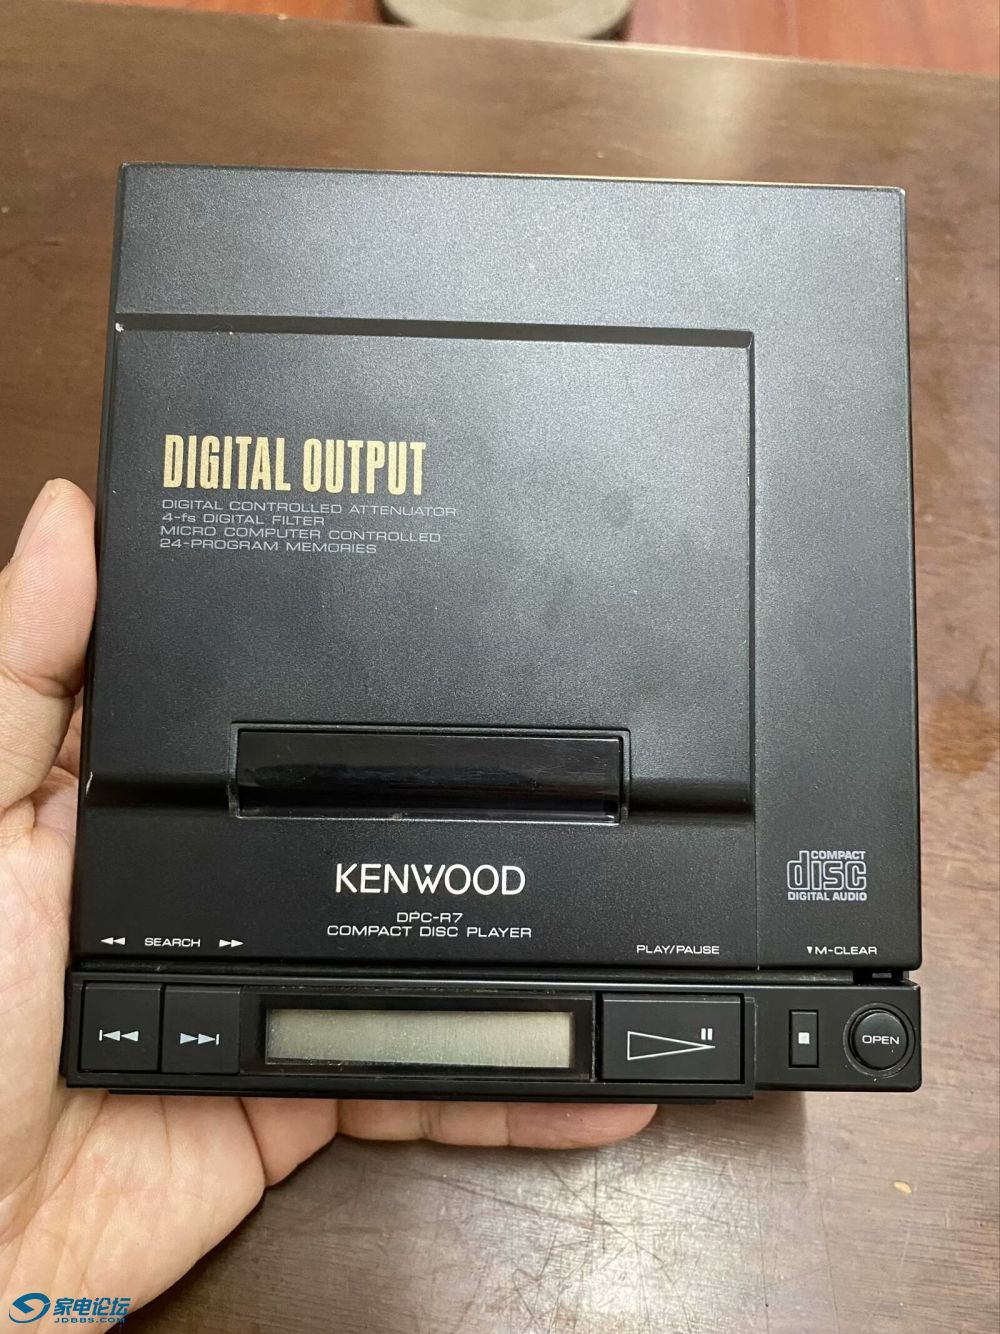 DIGITAL OUTPUT
DIGITAL CONTROLLED ATTENUATOR
4-fs DIGITAL FILTER
MICRO COMPUTER CONTROLLED
24-PROGRAM MEMORIES
KENWOOD
DPC-R7
COMPACT DISC PLAYER
COMPACT
disc
DIGITAL AUDIO
◀◀ SEARCH ▶▶
PLAY/PAUSE
▼M-CLEAR
OPEN
家电论坛
JDBBS.COM